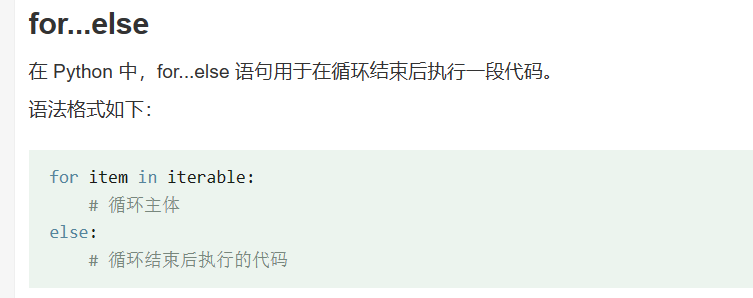 for...else
在 Python 中，for...else 语句用于在循环结束后执行一段代码。
语法格式如下：
for item in iterable:
    # 循环主体
else:
    # 循环结束后执行的代码